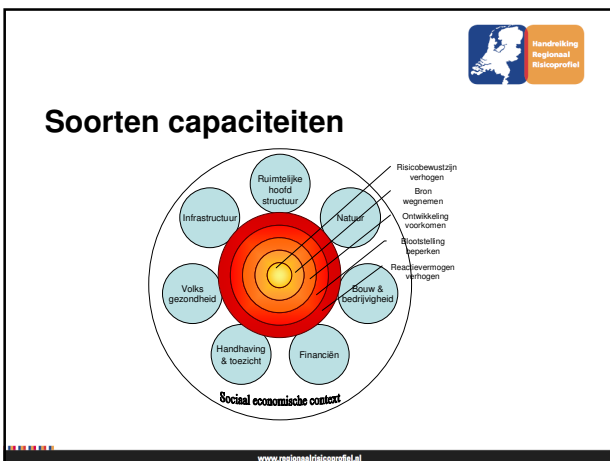 Handreiking
Regionaal
Risicoprofiel
Soorten capaciteiten
Risicobewustzijn
verhogen
Bron
wegnemen
Ontwikkeling
voorkomen
Blootstelling
beperken
Reactievermogen
verhogen
Ruimtelijke
hoofd
structuur
Infrastructuur
Natuur
Volks
gezondheid
Bouw &
bedrijvigheid
Handhaving
& toezicht
Financiën
Sociaal economische context
www.regionaalrisicoprofiel.nl